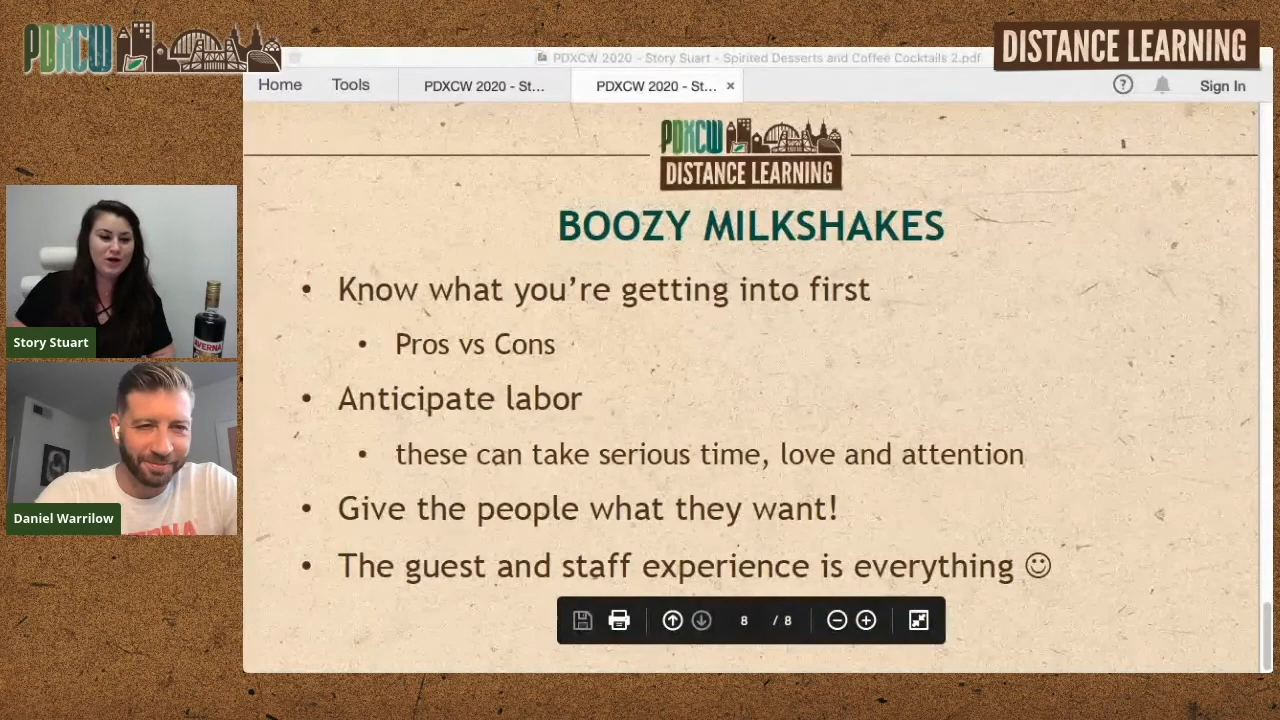 PDXCW
DISTANCE LEARNING
PDXCW 2020 - Story Suart - Spirited Desserts and Coffee Cocktails 2.pdf
Home
Tools
PDXCW 2020 - St...
PDXCW 2020 - St... ×
Sign In
PDXCW
DISTANCE LEARNING
BOOZY MILKSHAKES
• Know what you’re getting into first
• Pros vs Cons
• Anticipate labor
• these can take serious time, love and attention
• Give the people what they want!
• The guest and staff experience is everything ☺
8 / 8
AVERNA
Story Stuart
Daniel Warrilow